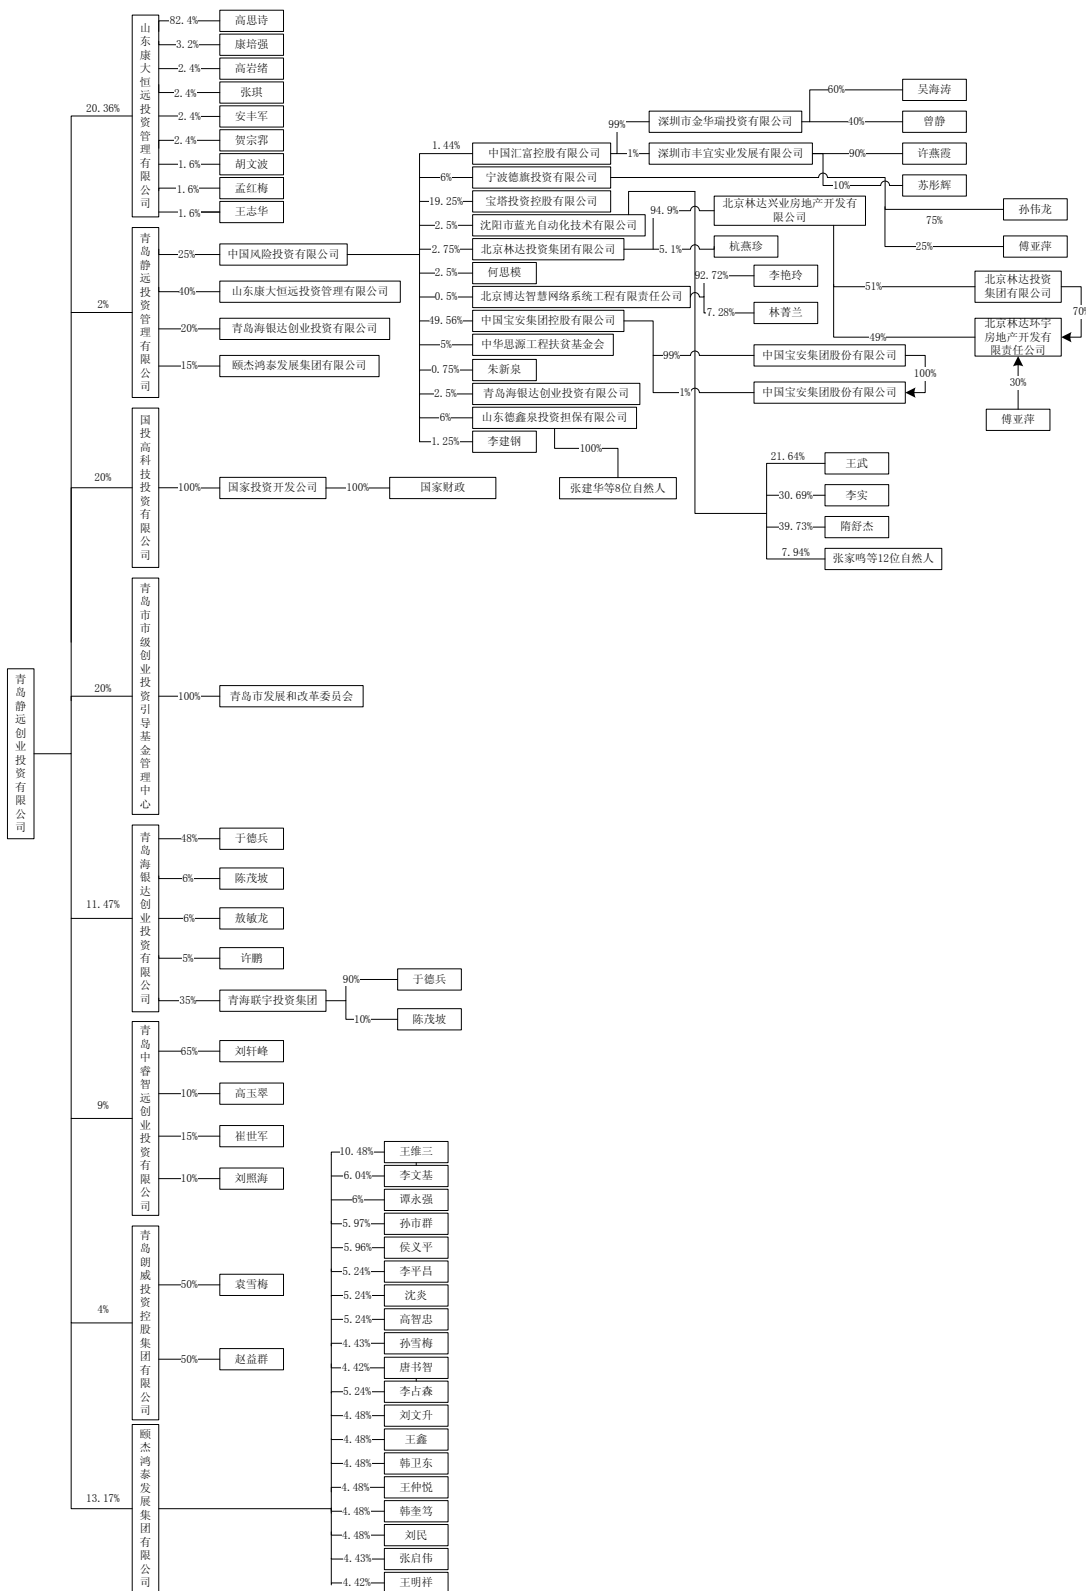 青岛静远创业投资有限公司
20.36%
山东康大恒远投资管理有限公司
82.4%
高思诗
3.2%
康培强
2.4%
高岩绪
2.4%
张琪
2.4%
安丰军
2.4%
贺宗郭
1.6%
胡文波
1.6%
孟红梅
1.6%
王志华
2%
青岛静远投资管理有限公司
25%
中国风险投资有限公司
40%
山东康大恒远投资管理有限公司
20%
青岛海银达创业投资有限公司
15%
颐杰鸿泰发展集团有限公司
1.44%
中国汇富控股有限公司
99%
深圳市金华瑞投资有限公司
60%
吴海涛
40%
曾静
1%
深圳市丰宜实业发展有限公司
90%
许燕霞
10%
苏彤辉
6%
宁波德旗投资有限公司
75%
孙伟龙
25%
傅亚萍
19.25%
宝塔投资控股有限公司
2.5%
沈阳市蓝光自动化技术有限公司
21.64%
王武
30.69%
李实
39.73%
隋舒杰
7.94%
张家鸣等12位自然人
2.75%
北京林达投资集团有限公司
94.9%
北京林达兴业房地产开发有
限公司
5.1%
杭燕珍
51%
北京林达投资
集团有限公司
70%
49%
北京林达环宇
房地产开发有
限责任公司
30%
傅亚萍
2.5%
何思模
0.5%
北京博达智慧网络系统工程有限责任公司
92.72%
李艳玲
7.28%
林菁兰
49.56%
中国宝安集团控股有限公司
99%
中国宝安集团股份有限公司
100%
1%
中国宝安集团股份有限公司
5%
中华思源工程扶贫基金会
0.75%
朱新泉
2.5%
青岛海银达创业投资有限公司
6%
山东德鑫泉投资担保有限公司
100%
张建华等8位自然人
1.25%
李建钢
20%
国投高科技投资有限公司
100%
国家投资开发公司
100%
国家财政
20%
青岛市市级创业投资引导基金管理中心
100%
青岛市发展和改革委员会
11.47%
青岛海银达创业投资有限公司
48%
于德兵
6%
陈茂坡
6%
敖敏龙
5%
许鹏
35%
青海联宇投资集团
90%
于德兵
10%
陈茂坡
9%
青岛中睿智远创业投资有限公司
65%
刘轩峰
10%
高玉翠
15%
崔世军
10%
刘照海
4%
青岛朗威投资控股集团有限公司
50%
袁雪梅
50%
赵益群
13.17%
颐杰鸿泰发展集团有限公司
10.48%
王维三
6.04%
李文基
6%
谭永强
5.97%
孙市群
5.96%
侯义平
5.24%
李平昌
5.24%
沈炎
5.24%
高智忠
4.43%
孙雪梅
4.42%
唐书智
5.24%
李占森
4.48%
刘文升
4.48%
王鑫
4.48%
韩卫东
4.48%
王仲悦
4.48%
韩奎笃
4.48%
刘民
4.43%
张启伟
4.42%
王明祥